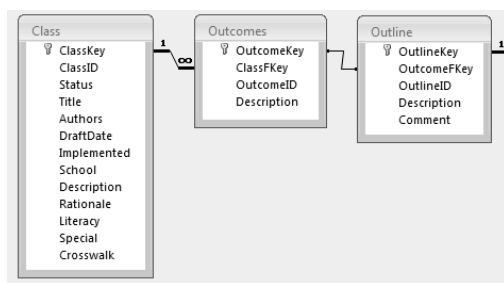 Class
ClassKey
ClassID
Status
Title
Authors
DraftDate
Implemented
School
Description
Rationale
Literacy
Special
Crosswalk
1
∞
Outcomes
OutcomeKey
ClassFKey
OutcomeID
Description
Outline
OutlineKey
OutcomeFKey
OutlineID
Description
Comment
1